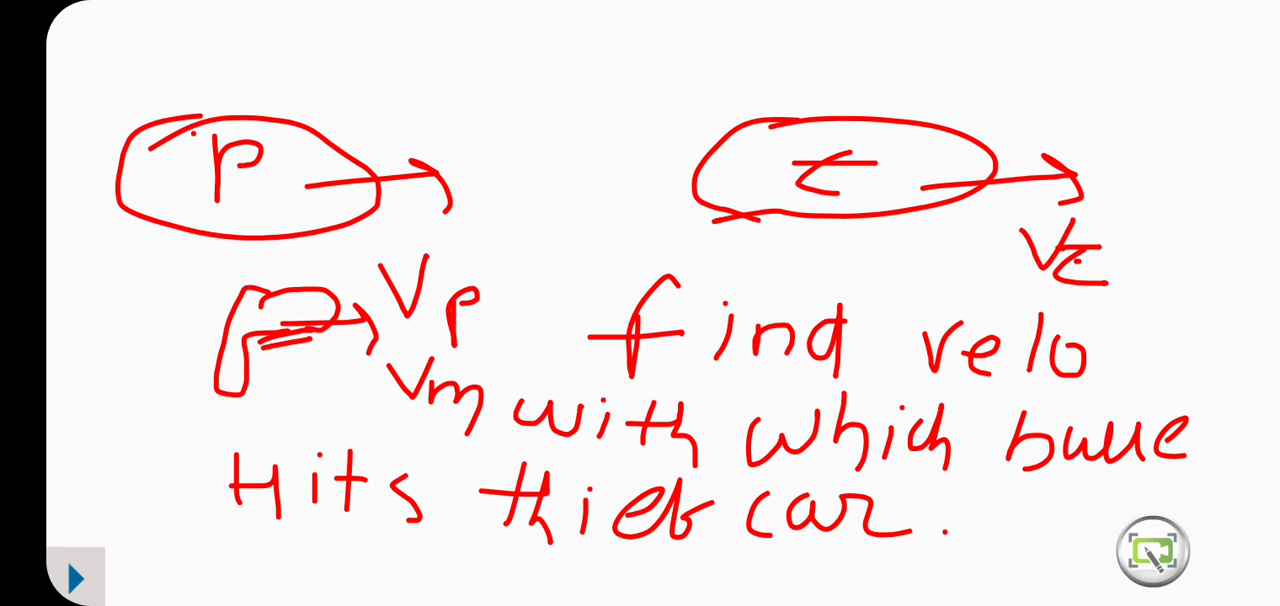 P t
Vt
Vp find velo
Vm with which bulle
Hits thief car.